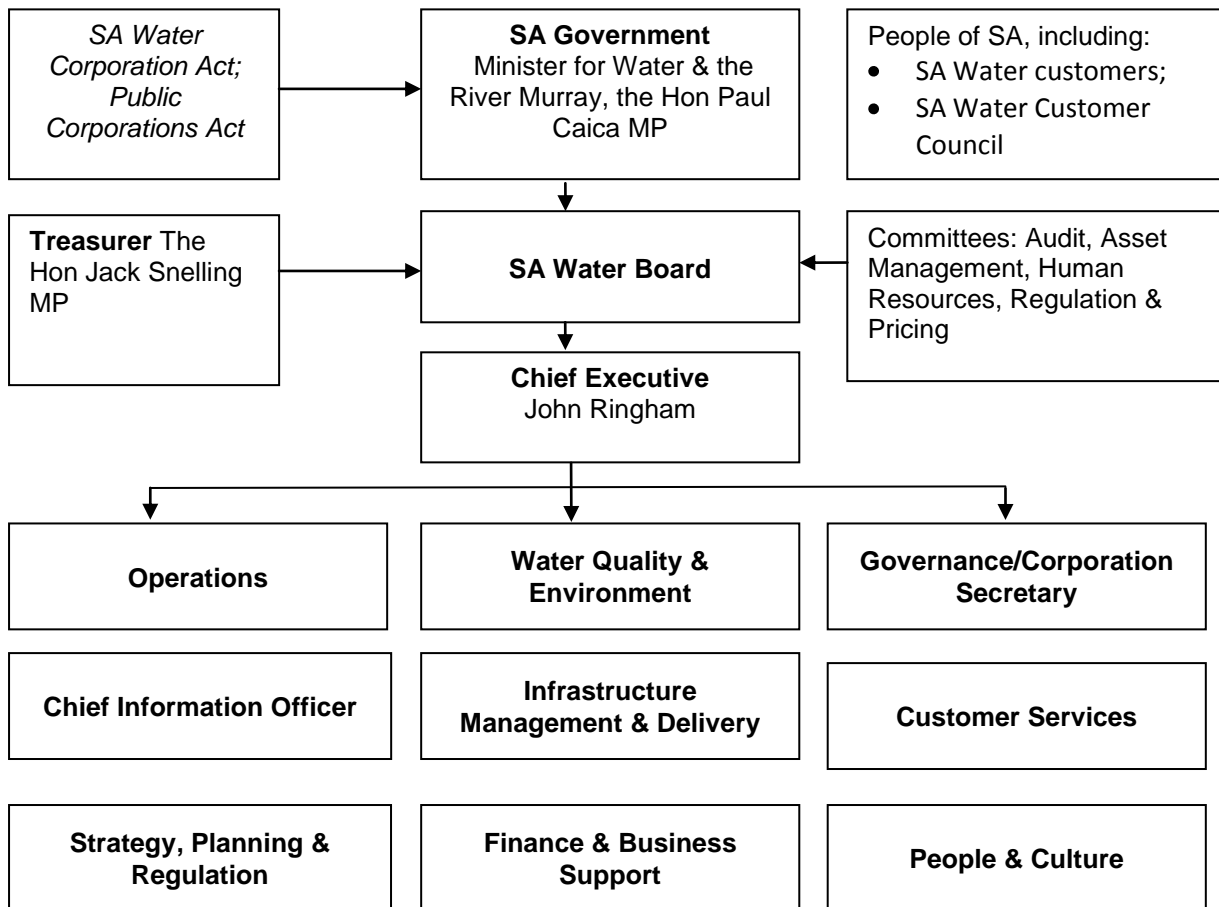 SA Water
Corporation Act;
Public
Corporations Act
SA Government
Minister for Water & the
River Murray, the Hon Paul
Caica MP
People of SA, including:
• SA Water customers;
• SA Water Customer
Council
Treasurer The
Hon Jack Snelling
MP
SA Water Board
Committees: Audit, Asset
Management, Human
Resources, Regulation &
Pricing
Chief Executive
John Ringham
Operations
Water Quality &
Environment
Governance/Corporation
Secretary
Chief Information Officer
Infrastructure
Management & Delivery
Customer Services
Strategy, Planning &
Regulation
Finance & Business
Support
People & Culture